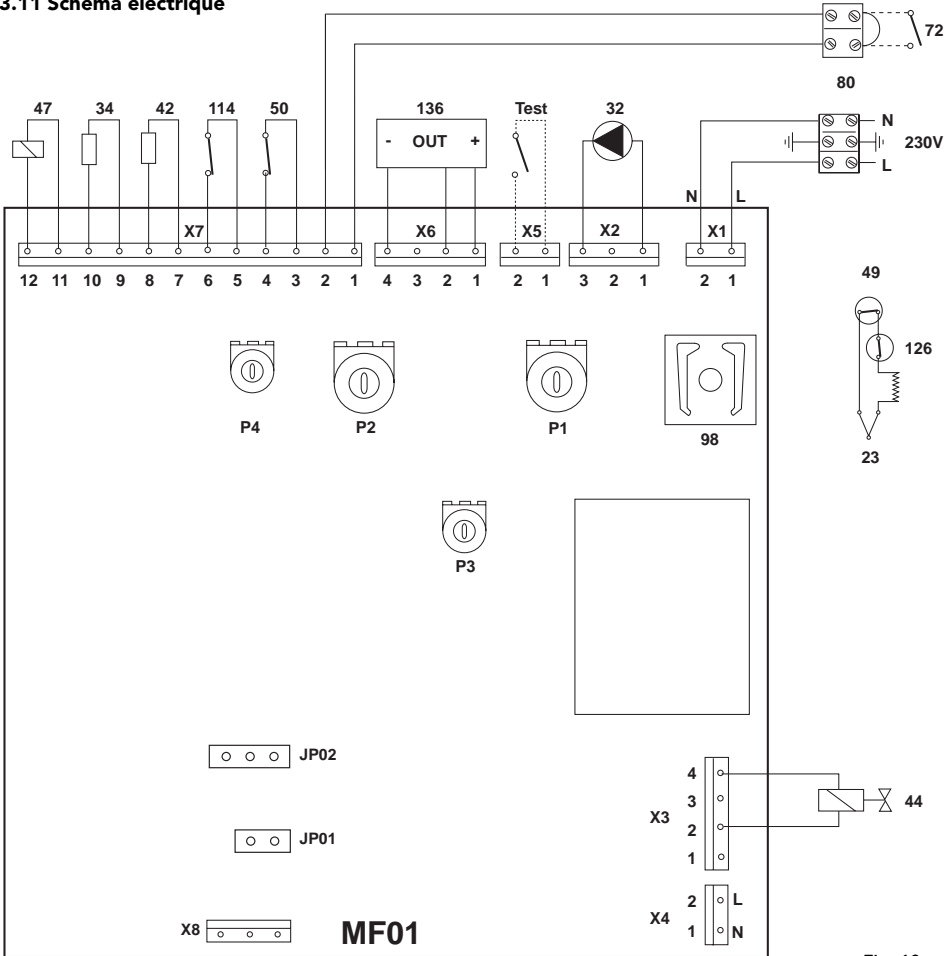 3.11 Schéma électrique
72
80
47 34 42 114 50 136 Test 32
- OUT +
N
230V
L
N L
X7 X6 X5 X2 X1
12 11 10 9 8 7 6 5 4 3 2 1 4 3 2 1 2 1 3 2 1 2 1
49
126
23
P4 P2 P1 98
P3
JP02
JP01
X3
4
3
2
1
44
X4
2 L
1 N
X8
MF01